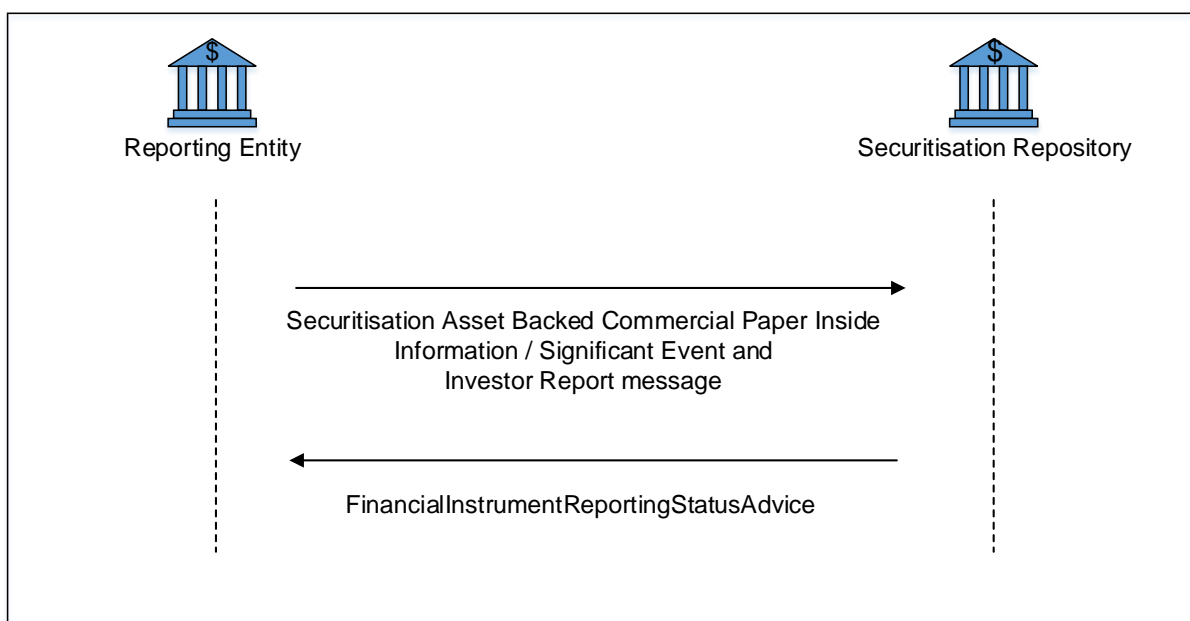 $
$
Reporting Entity
Securitisation Repository
Securitisation Asset Backed Commercial Paper Inside
Information / Significant Event and
Investor Report message
FinancialInstrumentReportingStatusAdvice